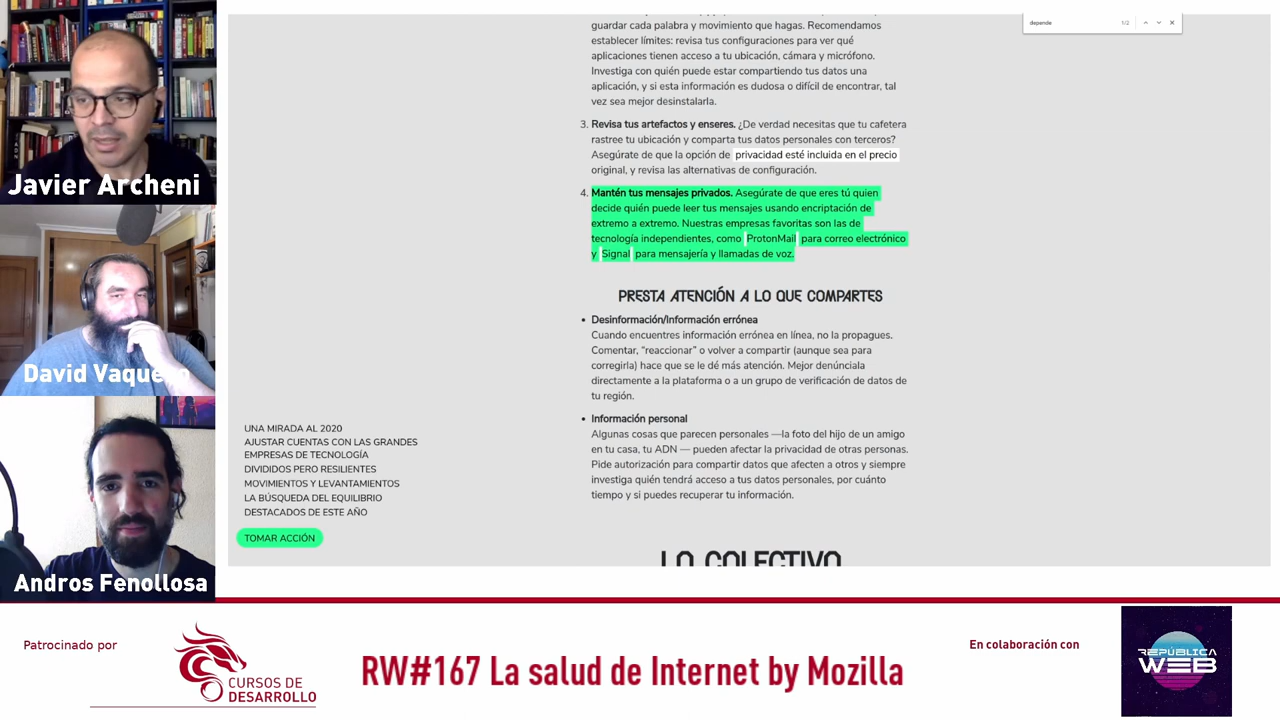 Javier Archeni
David Vaque
Andros Fenollosa
depende
1/2
guardar cada palabra y movimiento que hagas. Recomendamos
establecer límites: revisa tus configuraciones para ver qué
aplicaciones tienen acceso a tu ubicación, cámara y micrófono.
Investiga con quién puede estar compartiendo tus datos una
aplicación, y si esta información es dudosa o difícil de encontrar, tal
vez sea mejor desinstalarla.
3. Revisa tus artefactos y enseres. ¿De verdad necesitas que tu cafetera
rastree tu ubicación y comparta tus datos personales con terceros?
Asegúrate de que la opción de privacidad esté incluida en el precio
original, y revisa las alternativas de configuración.
4. Mantén tus mensajes privados. Asegúrate de que eres tú quien
decide quién puede leer tus mensajes usando encriptación de
extremo a extremo. Nuestras empresas favoritas son las de
tecnología independientes, como ProtonMail para correo electrónico
y Signal para mensajería y llamadas de voz.
PRESTA ATENCIÓN A LO QUE COMPARTES
• Desinformación/Información errónea
Cuando encuentres información errónea en línea, no la propagues.
Comentar, “reaccionar” o volver a compartir (aunque sea para
corregirla) hace que se le dé más atención. Mejor denúnciala
directamente a la plataforma o a un grupo de verificación de datos de
tu región.
• Información personal
Algunas cosas que parecen personales —la foto del hijo de un amigo
en tu casa, tu ADN — pueden afectar la privacidad de otras personas.
Pide autorización para compartir datos que afecten a otros y siempre
investiga quién tendrá acceso a tus datos personales, por cuánto
tiempo y si puedes recuperar tu información.
LO COLECTIVO
UNA MIRADA AL 2020
AJUSTAR CUENTAS CON LAS GRANDES
EMPRESAS DE TECNOLOGÍA
DIVIDIDOS PERO RESILIENTES
MOVIMIENTOS Y LEVANTAMIENTOS
LA BÚSQUEDA DEL EQUILIBRIO
DESTACADOS DE ESTE AÑO
TOMAR ACCIÓN
Patrocinado por
CURSOS DE
DESARROLLO
RW#167 La salud de Internet by Mozilla
En colaboración con
REPÚBLICA
WEB